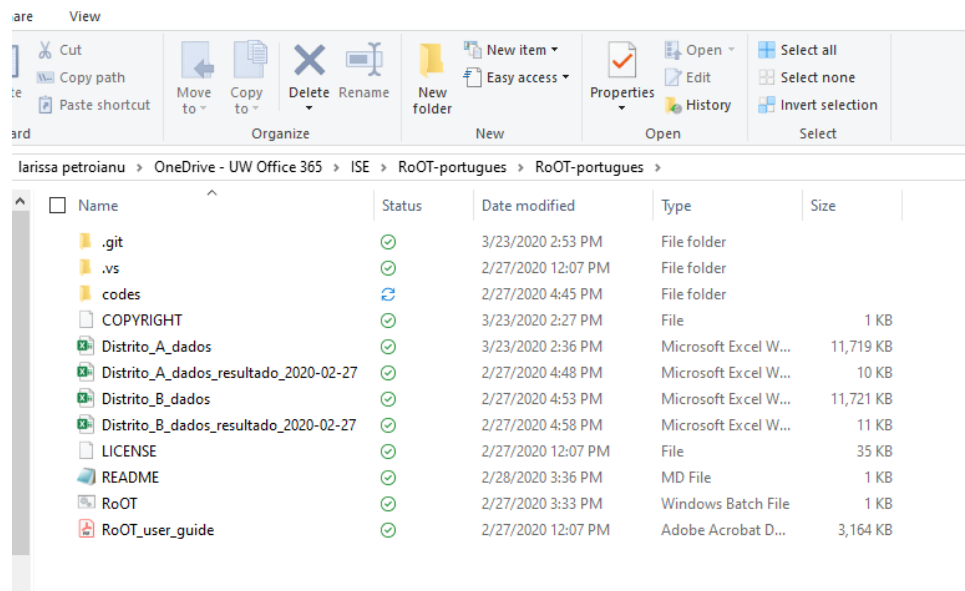 are View
Cut
Copy path
Paste shortcut
Move to
Copy to
Delete
Rename
New folder
New item
Easy access
Properties
Open
Edit
History
Select all
Select none
Invert selection
ard Organize New Open Select
larissa petroianu > OneDrive - UW Office 365 > ISE > RoOT-portugues > RoOT-portugues >
Name Status Date modified Type Size
.git 3/23/2020 2:53 PM File folder
.vs 2/27/2020 12:07 PM File folder
codes 2/27/2020 4:45 PM File folder
COPYRIGHT 3/23/2020 2:27 PM File 1 KB
Distrito_A_dados 3/23/2020 2:36 PM Microsoft Excel W... 11,719 KB
Distrito_A_dados_resultado_2020-02-27 2/27/2020 4:48 PM Microsoft Excel W... 10 KB
Distrito_B_dados 2/27/2020 4:53 PM Microsoft Excel W... 11,721 KB
Distrito_B_dados_resultado_2020-02-27 2/27/2020 4:58 PM Microsoft Excel W... 11 KB
LICENSE 2/27/2020 12:07 PM File 35 KB
README 2/28/2020 3:36 PM MD File 1 KB
RoOT 2/27/2020 3:33 PM Windows Batch File 1 KB
RoOT_user_guide 2/27/2020 12:07 PM Adobe Acrobat D... 3,164 KB